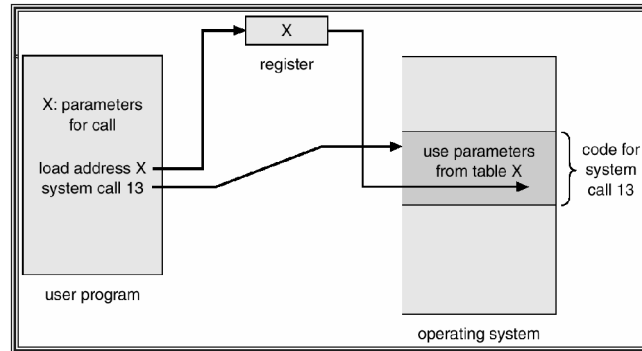 X
register
X: parameters
for call
load address X
system call 13
user program
use parameters
from table X
code for
system
call 13
operating system